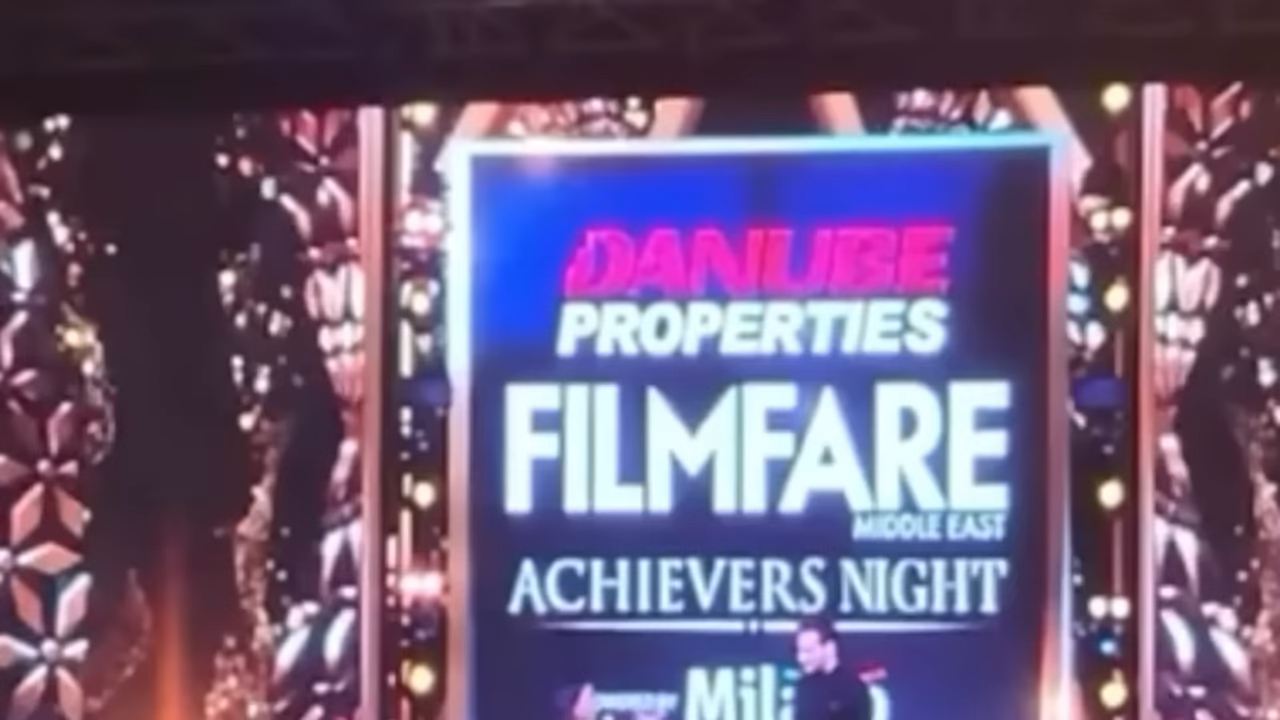 DANUBE
PROPERTIES
FILMFARE
MIDDLE EAST
ACHIEVERS NIGHT